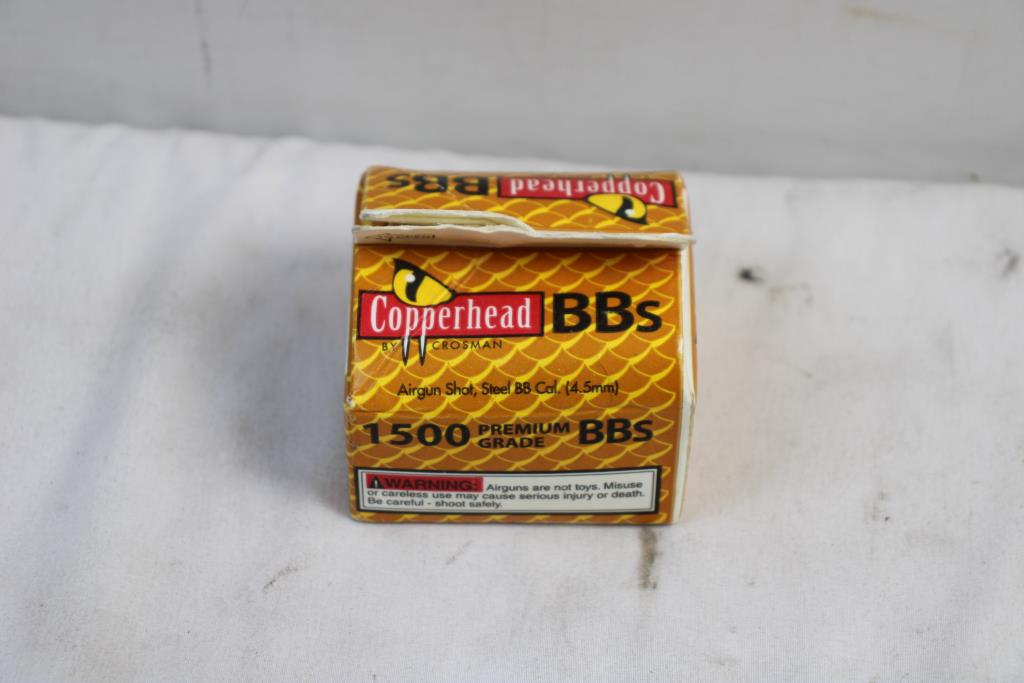 Copperhead BBs
Copperhead BBs
BY CROSMAN
Airgun Shot, Steel BB Cal. (4.5mm)
1500 PREMIUM GRADE BBs
WARNING: Airguns are not toys. Misuse
or careless use may cause serious injury or death.
Be careful - shoot safely.